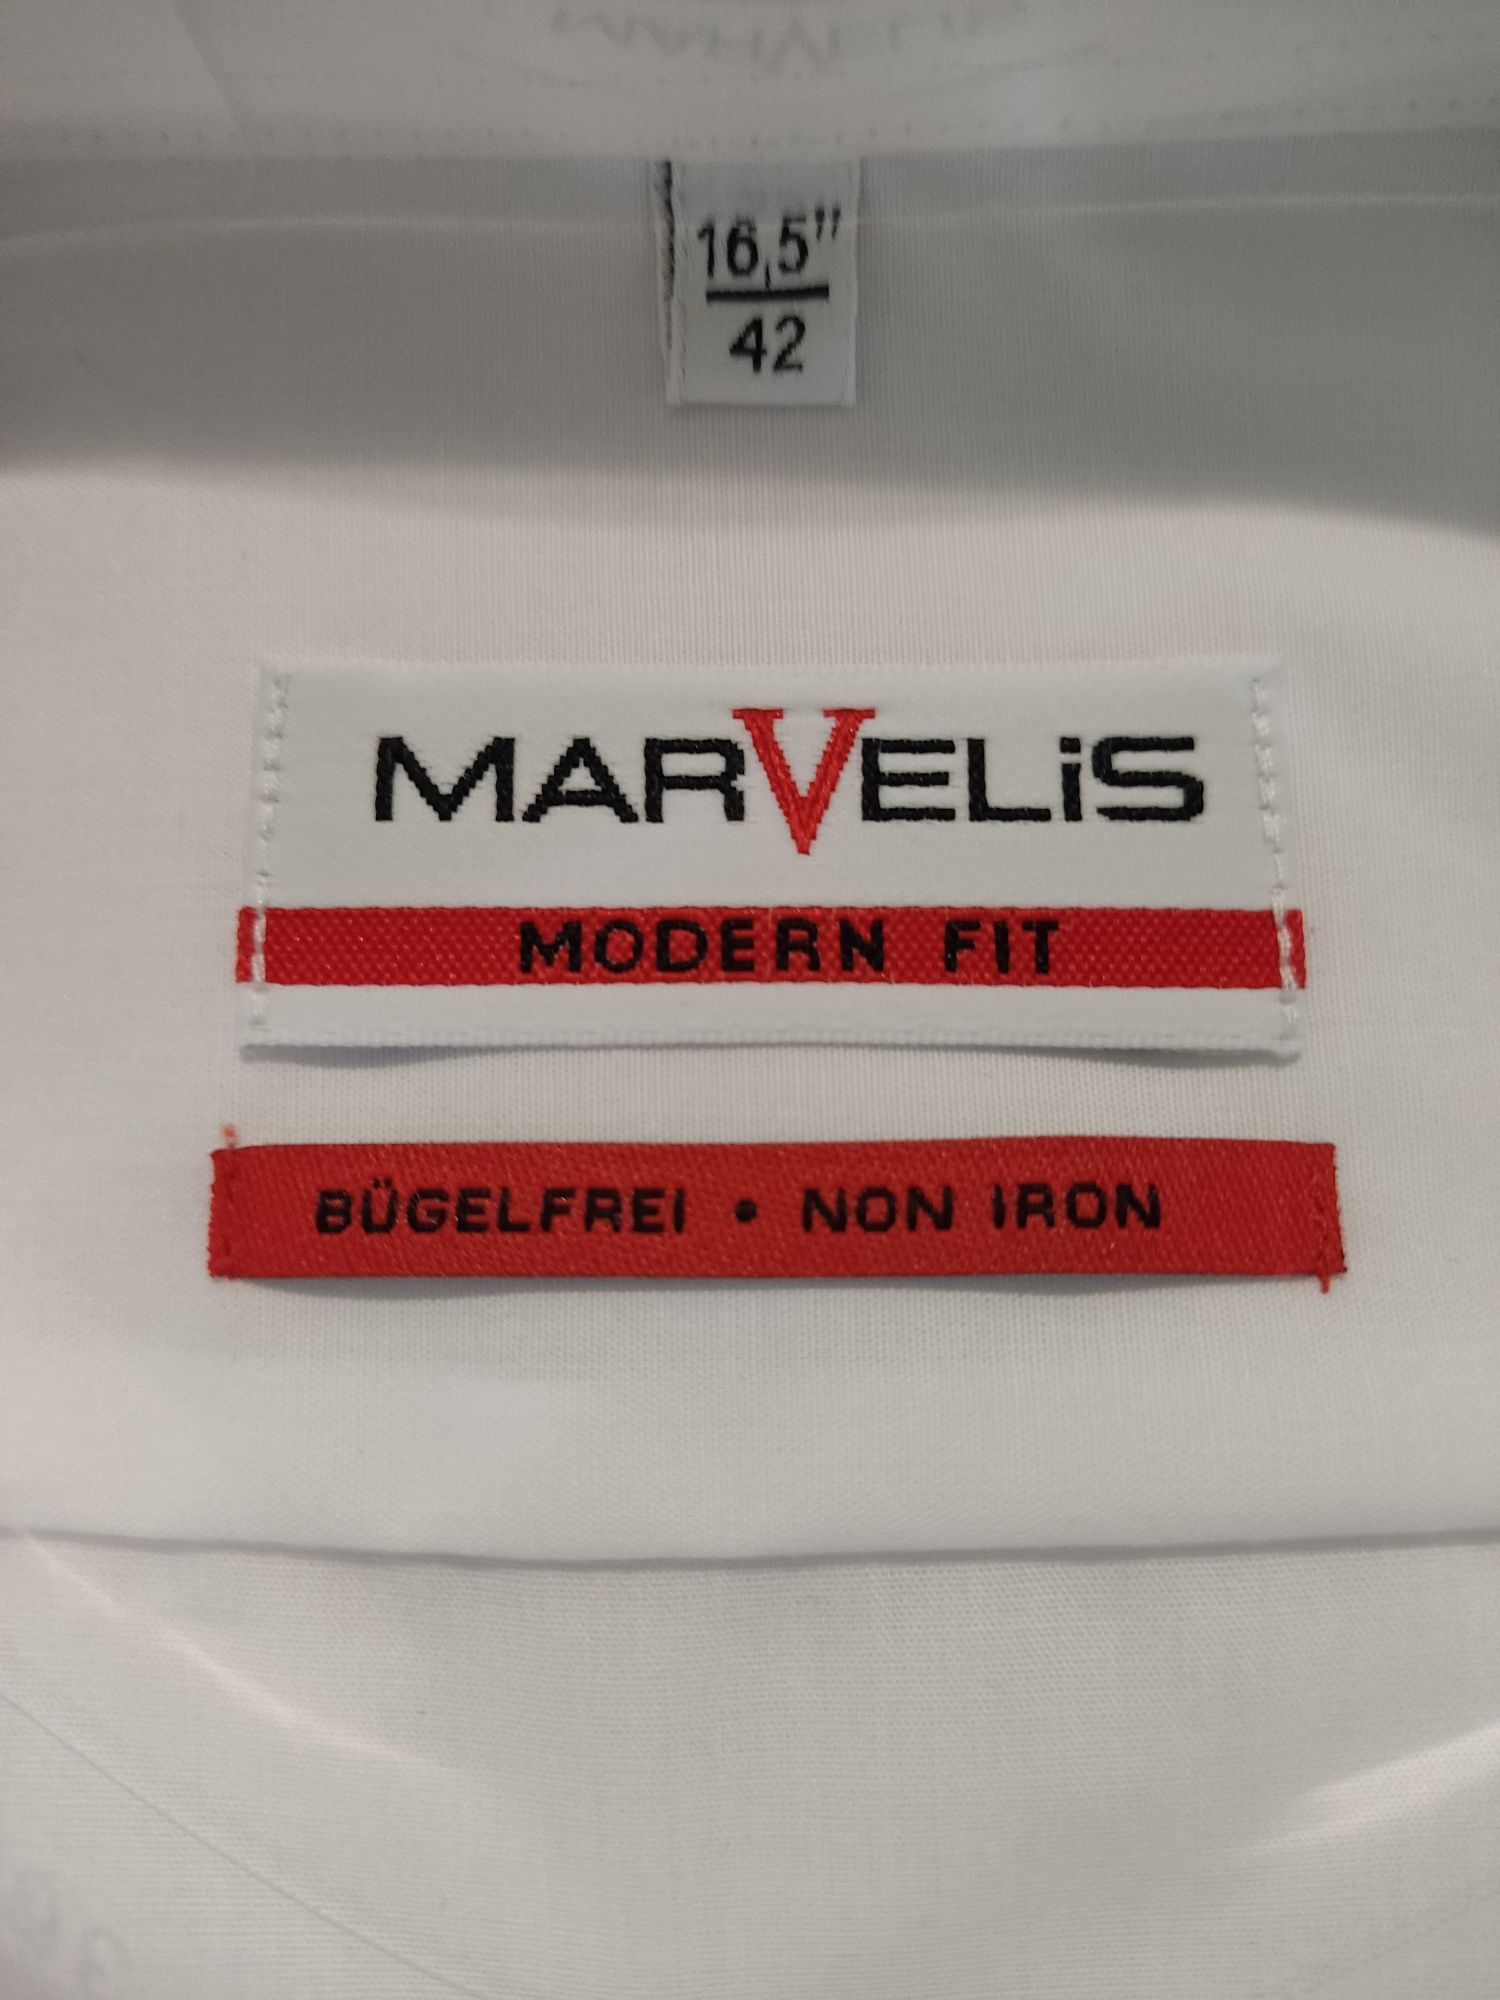 16,5"
42
MARVELiS
MODERN FIT
BÜGELFREI • NON IRON